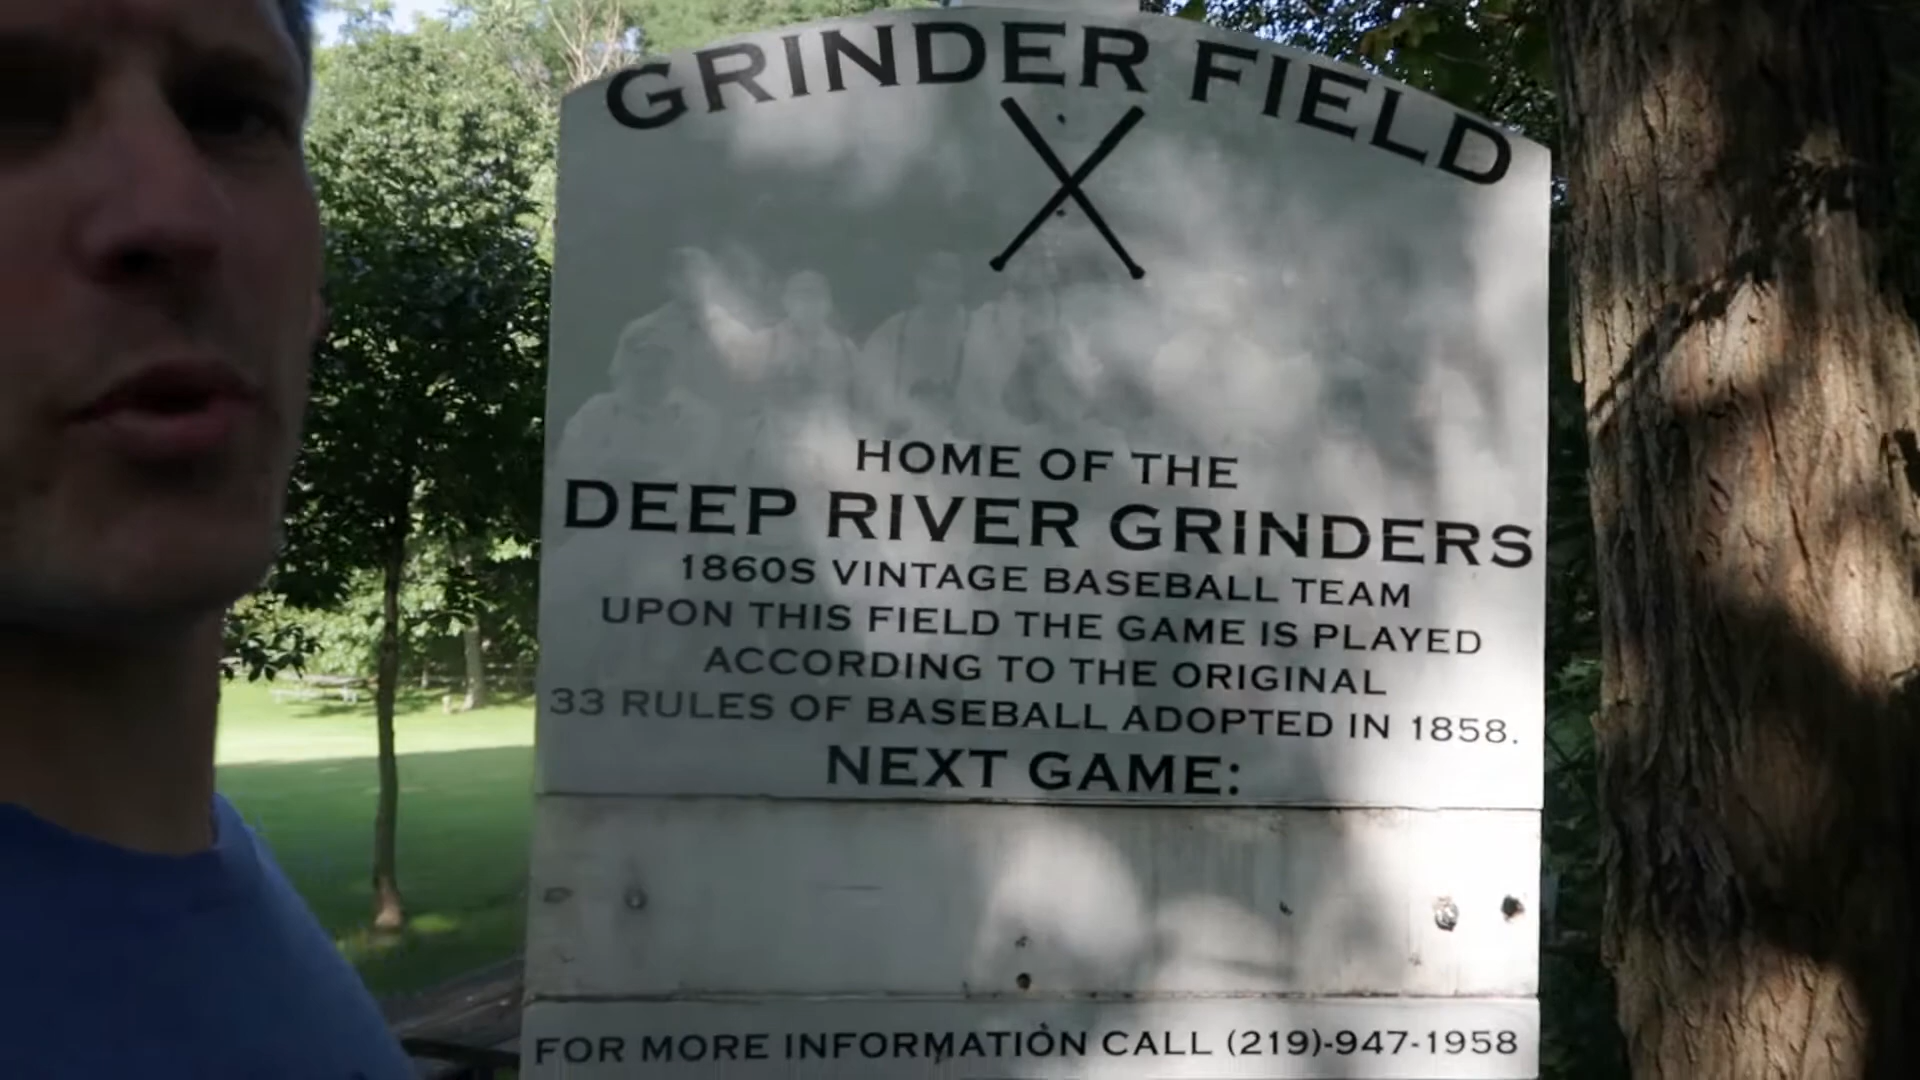 GRINDER FIELD
HOME OF THE
DEEP RIVER GRINDERS
1860S VINTAGE BASEBALL TEAM
UPON THIS FIELD THE GAME IS PLAYED
ACCORDING TO THE ORIGINAL
33 RULES OF BASEBALL ADOPTED IN 1858.
NEXT GAME:
FOR MORE INFORMATION CALL (219)-947-1958